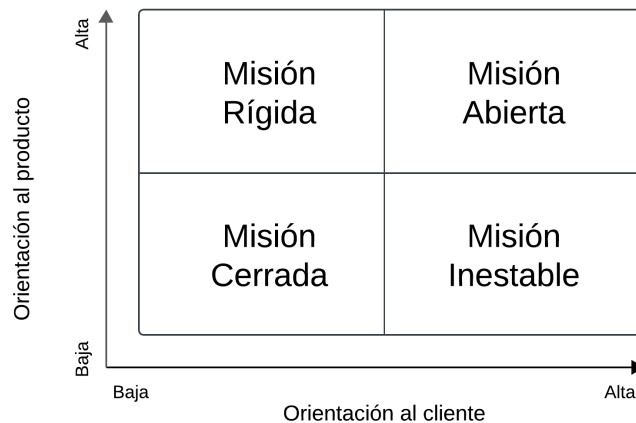 Alta
Orientación al producto
Baja
Misión
Rígida
Misión
Abierta
Misión
Cerrada
Misión
Inestable
Baja
Alta
Orientación al cliente